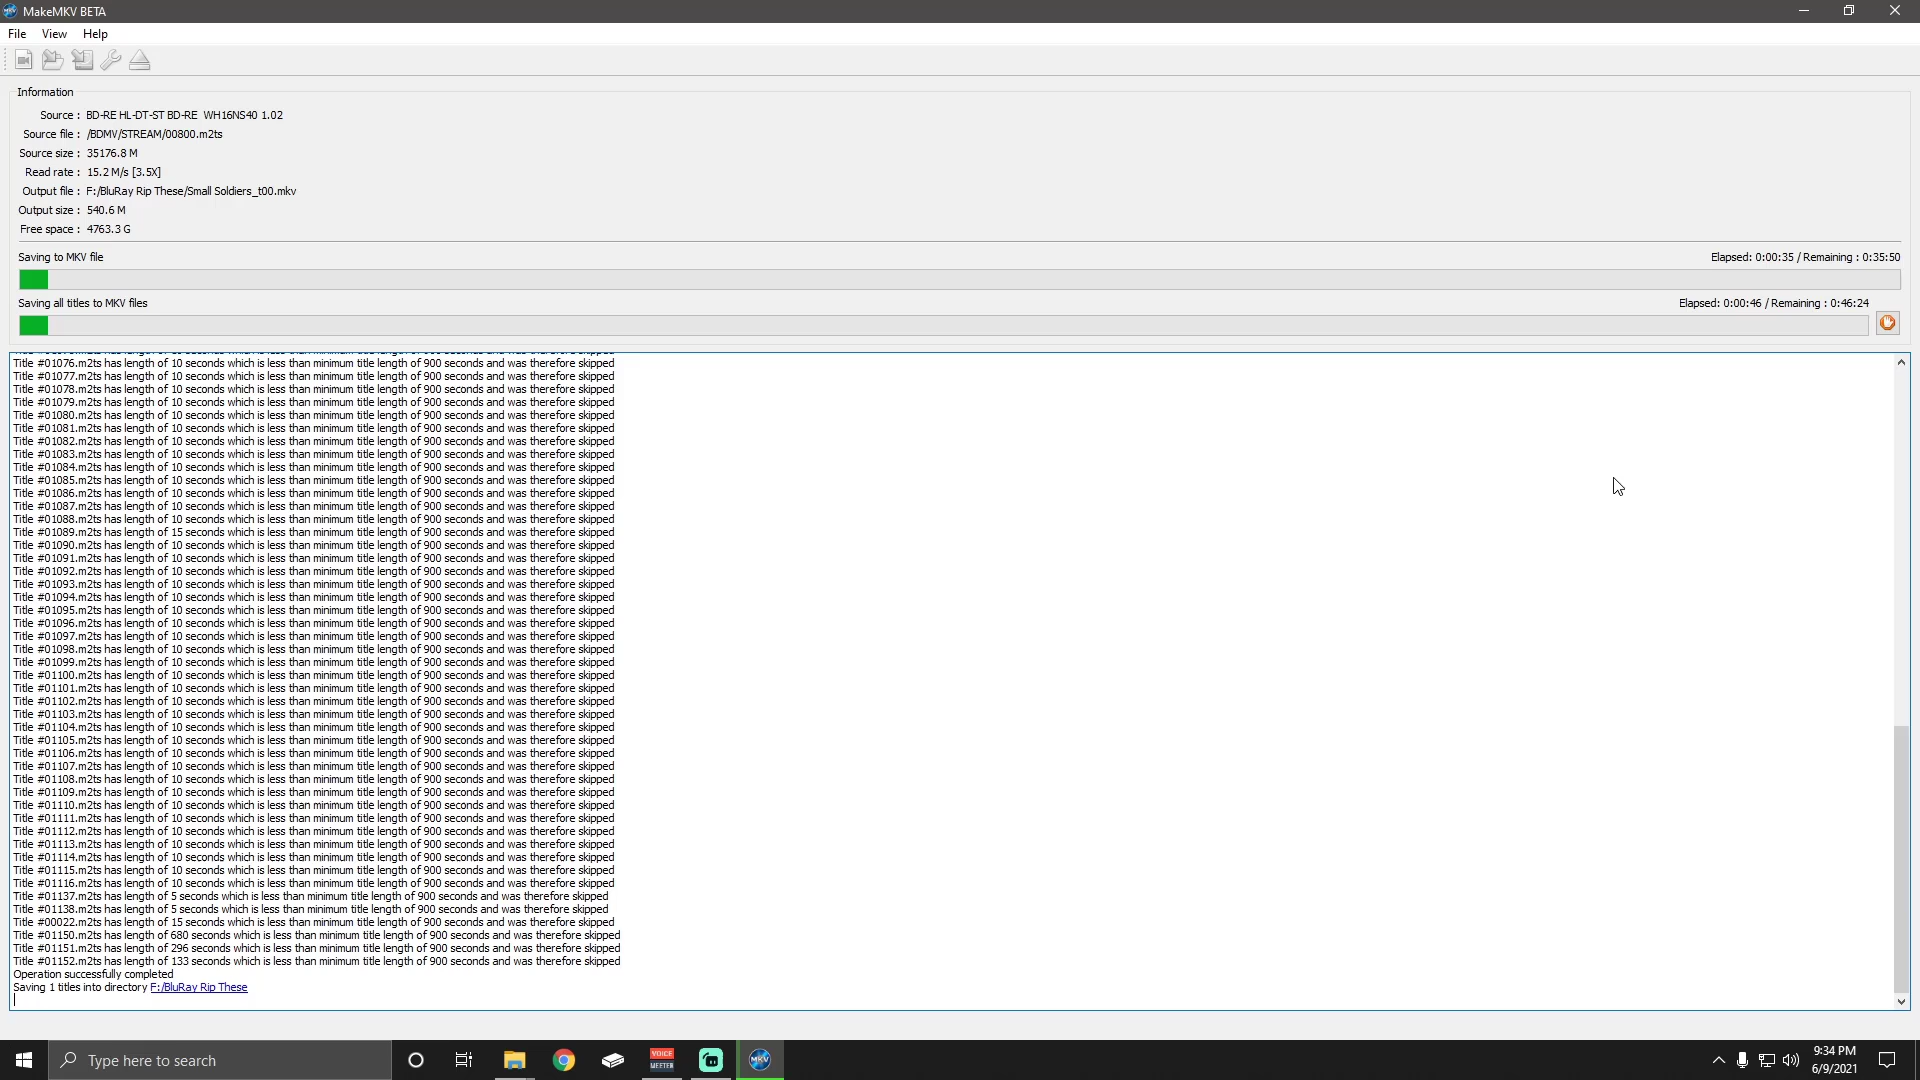 MakeMKV BETA
File View Help
Information
Source : BD-RE HL-DT-ST BD-RE WH16NS40 1.02
Source file : /BDMV/STREAM/00800.m2ts
Source size : 35176.8 M
Read rate : 15.2 M/s [3.5X]
Output file : F:/BluRay Rip These/Small Soldiers_t00.mkv
Output size : 540.6 M
Free space : 4763.3 G
Saving to MKV file Elapsed: 0:00:35 / Remaining : 0:35:50
Saving all titles to MKV files Elapsed: 0:00:46 / Remaining : 0:46:24
Title #01076.m2ts has length of 10 seconds which is less than minimum title length of 900 seconds and was therefore skipped
Title #01077.m2ts has length of 10 seconds which is less than minimum title length of 900 seconds and was therefore skipped
Title #01078.m2ts has length of 10 seconds which is less than minimum title length of 900 seconds and was therefore skipped
Title #01079.m2ts has length of 10 seconds which is less than minimum title length of 900 seconds and was therefore skipped
Title #01080.m2ts has length of 10 seconds which is less than minimum title length of 900 seconds and was therefore skipped
Title #01081.m2ts has length of 10 seconds which is less than minimum title length of 900 seconds and was therefore skipped
Title #01082.m2ts has length of 10 seconds which is less than minimum title length of 900 seconds and was therefore skipped
Title #01083.m2ts has length of 10 seconds which is less than minimum title length of 900 seconds and was therefore skipped
Title #01084.m2ts has length of 10 seconds which is less than minimum title length of 900 seconds and was therefore skipped
Title #01085.m2ts has length of 10 seconds which is less than minimum title length of 900 seconds and was therefore skipped
Title #01086.m2ts has length of 10 seconds which is less than minimum title length of 900 seconds and was therefore skipped
Title #01087.m2ts has length of 10 seconds which is less than minimum title length of 900 seconds and was therefore skipped
Title #01088.m2ts has length of 10 seconds which is less than minimum title length of 900 seconds and was therefore skipped
Title #01089.m2ts has length of 15 seconds which is less than minimum title length of 900 seconds and was therefore skipped
Title #01090.m2ts has length of 10 seconds which is less than minimum title length of 900 seconds and was therefore skipped
Title #01091.m2ts has length of 10 seconds which is less than minimum title length of 900 seconds and was therefore skipped
Title #01092.m2ts has length of 10 seconds which is less than minimum title length of 900 seconds and was therefore skipped
Title #01093.m2ts has length of 10 seconds which is less than minimum title length of 900 seconds and was therefore skipped
Title #01094.m2ts has length of 10 seconds which is less than minimum title length of 900 seconds and was therefore skipped
Title #01095.m2ts has length of 10 seconds which is less than minimum title length of 900 seconds and was therefore skipped
Title #01096.m2ts has length of 10 seconds which is less than minimum title length of 900 seconds and was therefore skipped
Title #01097.m2ts has length of 10 seconds which is less than minimum title length of 900 seconds and was therefore skipped
Title #01098.m2ts has length of 10 seconds which is less than minimum title length of 900 seconds and was therefore skipped
Title #01099.m2ts has length of 10 seconds which is less than minimum title length of 900 seconds and was therefore skipped
Title #01100.m2ts has length of 10 seconds which is less than minimum title length of 900 seconds and was therefore skipped
Title #01101.m2ts has length of 10 seconds which is less than minimum title length of 900 seconds and was therefore skipped
Title #01102.m2ts has length of 10 seconds which is less than minimum title length of 900 seconds and was therefore skipped
Title #01103.m2ts has length of 10 seconds which is less than minimum title length of 900 seconds and was therefore skipped
Title #01104.m2ts has length of 10 seconds which is less than minimum title length of 900 seconds and was therefore skipped
Title #01105.m2ts has length of 10 seconds which is less than minimum title length of 900 seconds and was therefore skipped
Title #01106.m2ts has length of 10 seconds which is less than minimum title length of 900 seconds and was therefore skipped
Title #01107.m2ts has length of 10 seconds which is less than minimum title length of 900 seconds and was therefore skipped
Title #01108.m2ts has length of 10 seconds which is less than minimum title length of 900 seconds and was therefore skipped
Title #01109.m2ts has length of 10 seconds which is less than minimum title length of 900 seconds and was therefore skipped
Title #01110.m2ts has length of 10 seconds which is less than minimum title length of 900 seconds and was therefore skipped
Title #01111.m2ts has length of 10 seconds which is less than minimum title length of 900 seconds and was therefore skipped
Title #01112.m2ts has length of 10 seconds which is less than minimum title length of 900 seconds and was therefore skipped
Title #01113.m2ts has length of 10 seconds which is less than minimum title length of 900 seconds and was therefore skipped
Title #01114.m2ts has length of 10 seconds which is less than minimum title length of 900 seconds and was therefore skipped
Title #01115.m2ts has length of 10 seconds which is less than minimum title length of 900 seconds and was therefore skipped
Title #01116.m2ts has length of 10 seconds which is less than minimum title length of 900 seconds and was therefore skipped
Title #01137.m2ts has length of 5 seconds which is less than minimum title length of 900 seconds and was therefore skipped
Title #01138.m2ts has length of 5 seconds which is less than minimum title length of 900 seconds and was therefore skipped
Title #00022.m2ts has length of 15 seconds which is less than minimum title length of 900 seconds and was therefore skipped
Title #01150.m2ts has length of 680 seconds which is less than minimum title length of 900 seconds and was therefore skipped
Title #01151.m2ts has length of 296 seconds which is less than minimum title length of 900 seconds and was therefore skipped
Title #01152.m2ts has length of 133 seconds which is less than minimum title length of 900 seconds and was therefore skipped
Operation successfully completed
Saving 1 titles into directory F:/BluRay Rip These
Type here to search
VOICE
MEETER
MKV
9:34 PM
6/9/2021